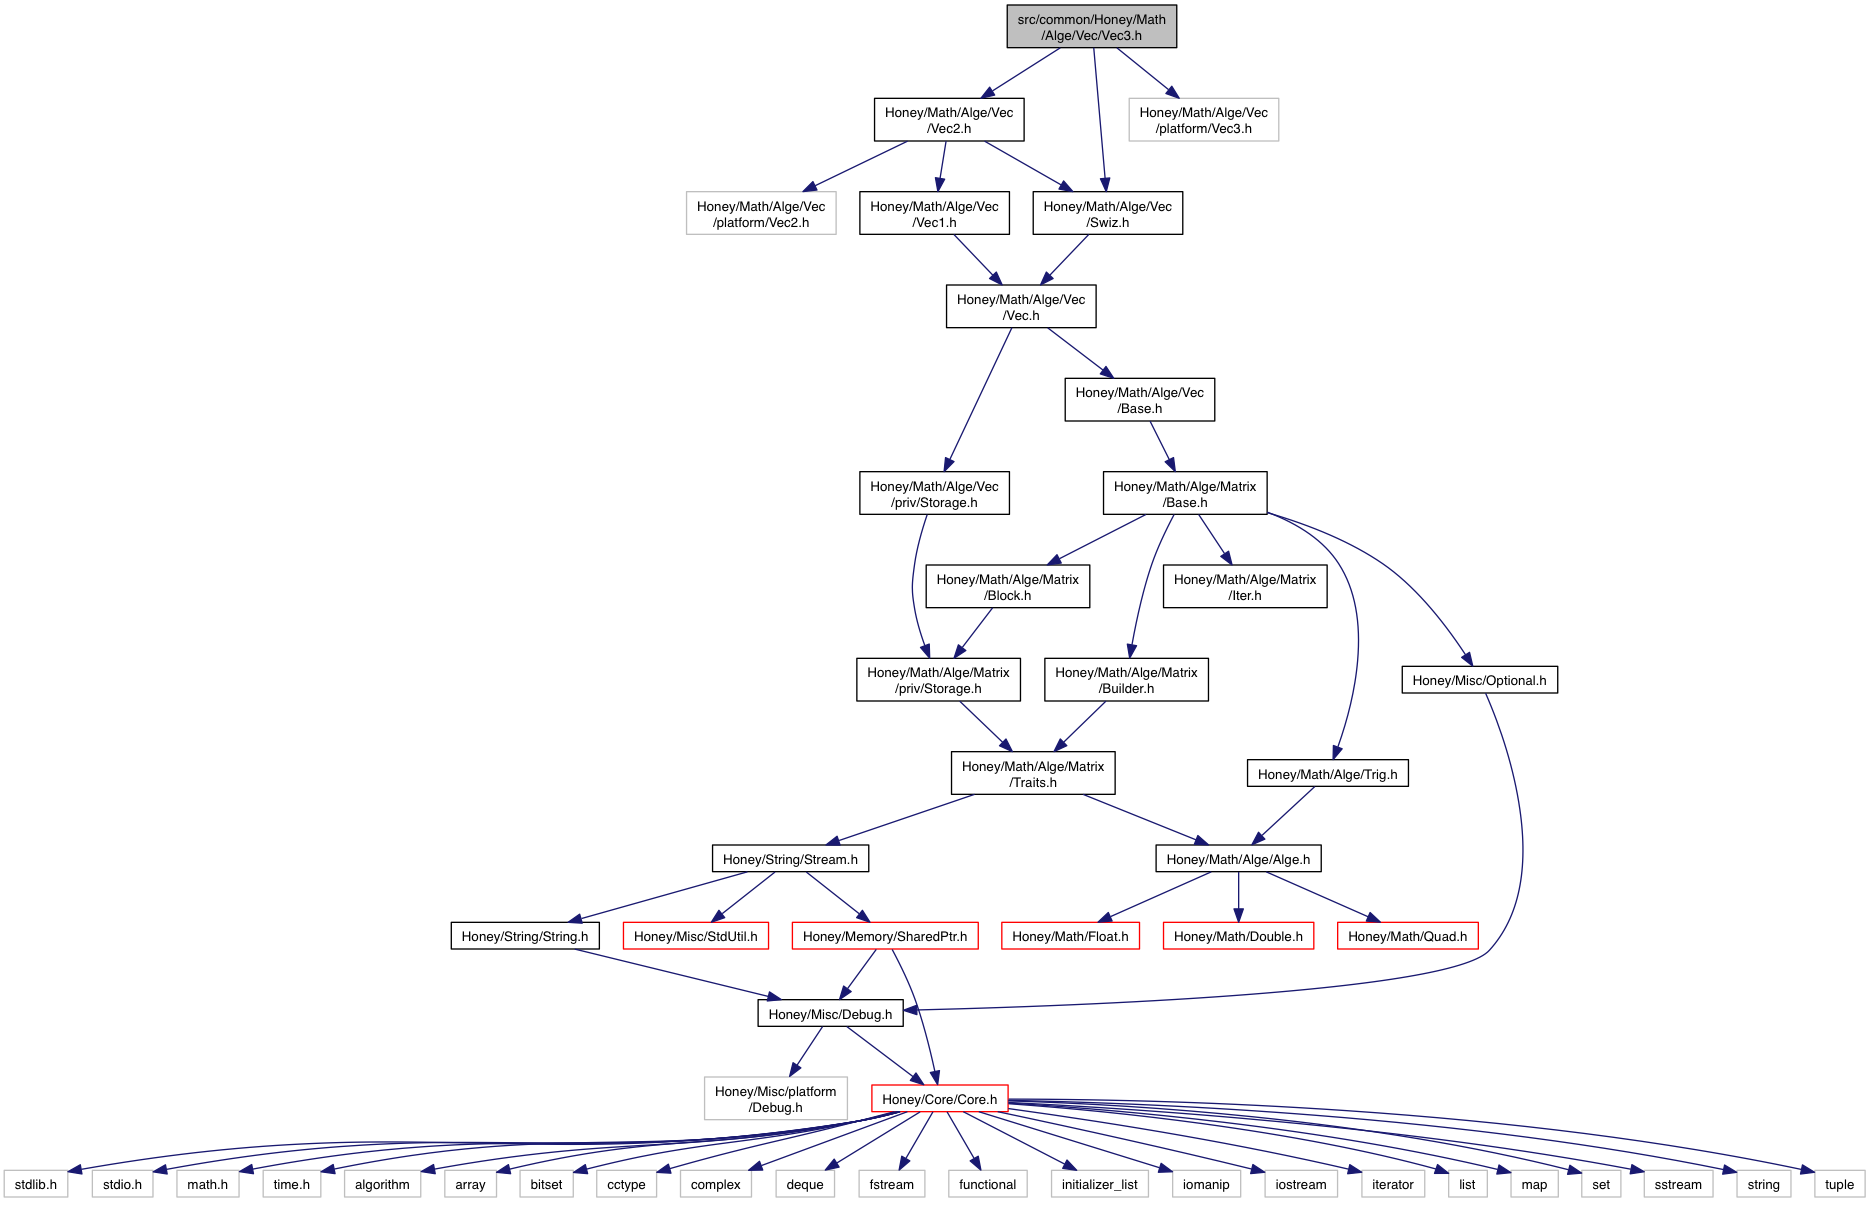 src/common/Honey/Math
/Alge/Vec/Vec3.h
Honey/Math/Alge/Vec
/Vec2.h
Honey/Math/Alge/Vec
/platform/Vec3.h
Honey/Math/Alge/Vec
/platform/Vec2.h
Honey/Math/Alge/Vec
/Vec1.h
Honey/Math/Alge/Vec
/Swiz.h
Honey/Math/Alge/Vec
/Vec.h
Honey/Math/Alge/Vec
/Base.h
Honey/Math/Alge/Vec
/priv/Storage.h
Honey/Math/Alge/Matrix
/Base.h
Honey/Math/Alge/Matrix
/Block.h
Honey/Math/Alge/Matrix
/Iter.h
Honey/Math/Alge/Matrix
/priv/Storage.h
Honey/Math/Alge/Matrix
/Builder.h
Honey/Misc/Optional.h
Honey/Math/Alge/Matrix
/Traits.h
Honey/Math/Alge/Trig.h
Honey/String/Stream.h
Honey/Math/Alge/Alge.h
Honey/String/String.h
Honey/Misc/StdUtil.h
Honey/Memory/SharedPtr.h
Honey/Math/Float.h
Honey/Math/Double.h
Honey/Math/Quad.h
Honey/Misc/Debug.h
Honey/Misc/platform
/Debug.h
Honey/Core/Core.h
stdlib.h
stdio.h
math.h
time.h
algorithm
array
bitset
cctype
complex
deque
fstream
functional
initializer_list
iomanip
iostream
iterator
list
map
set
sstream
string
tuple